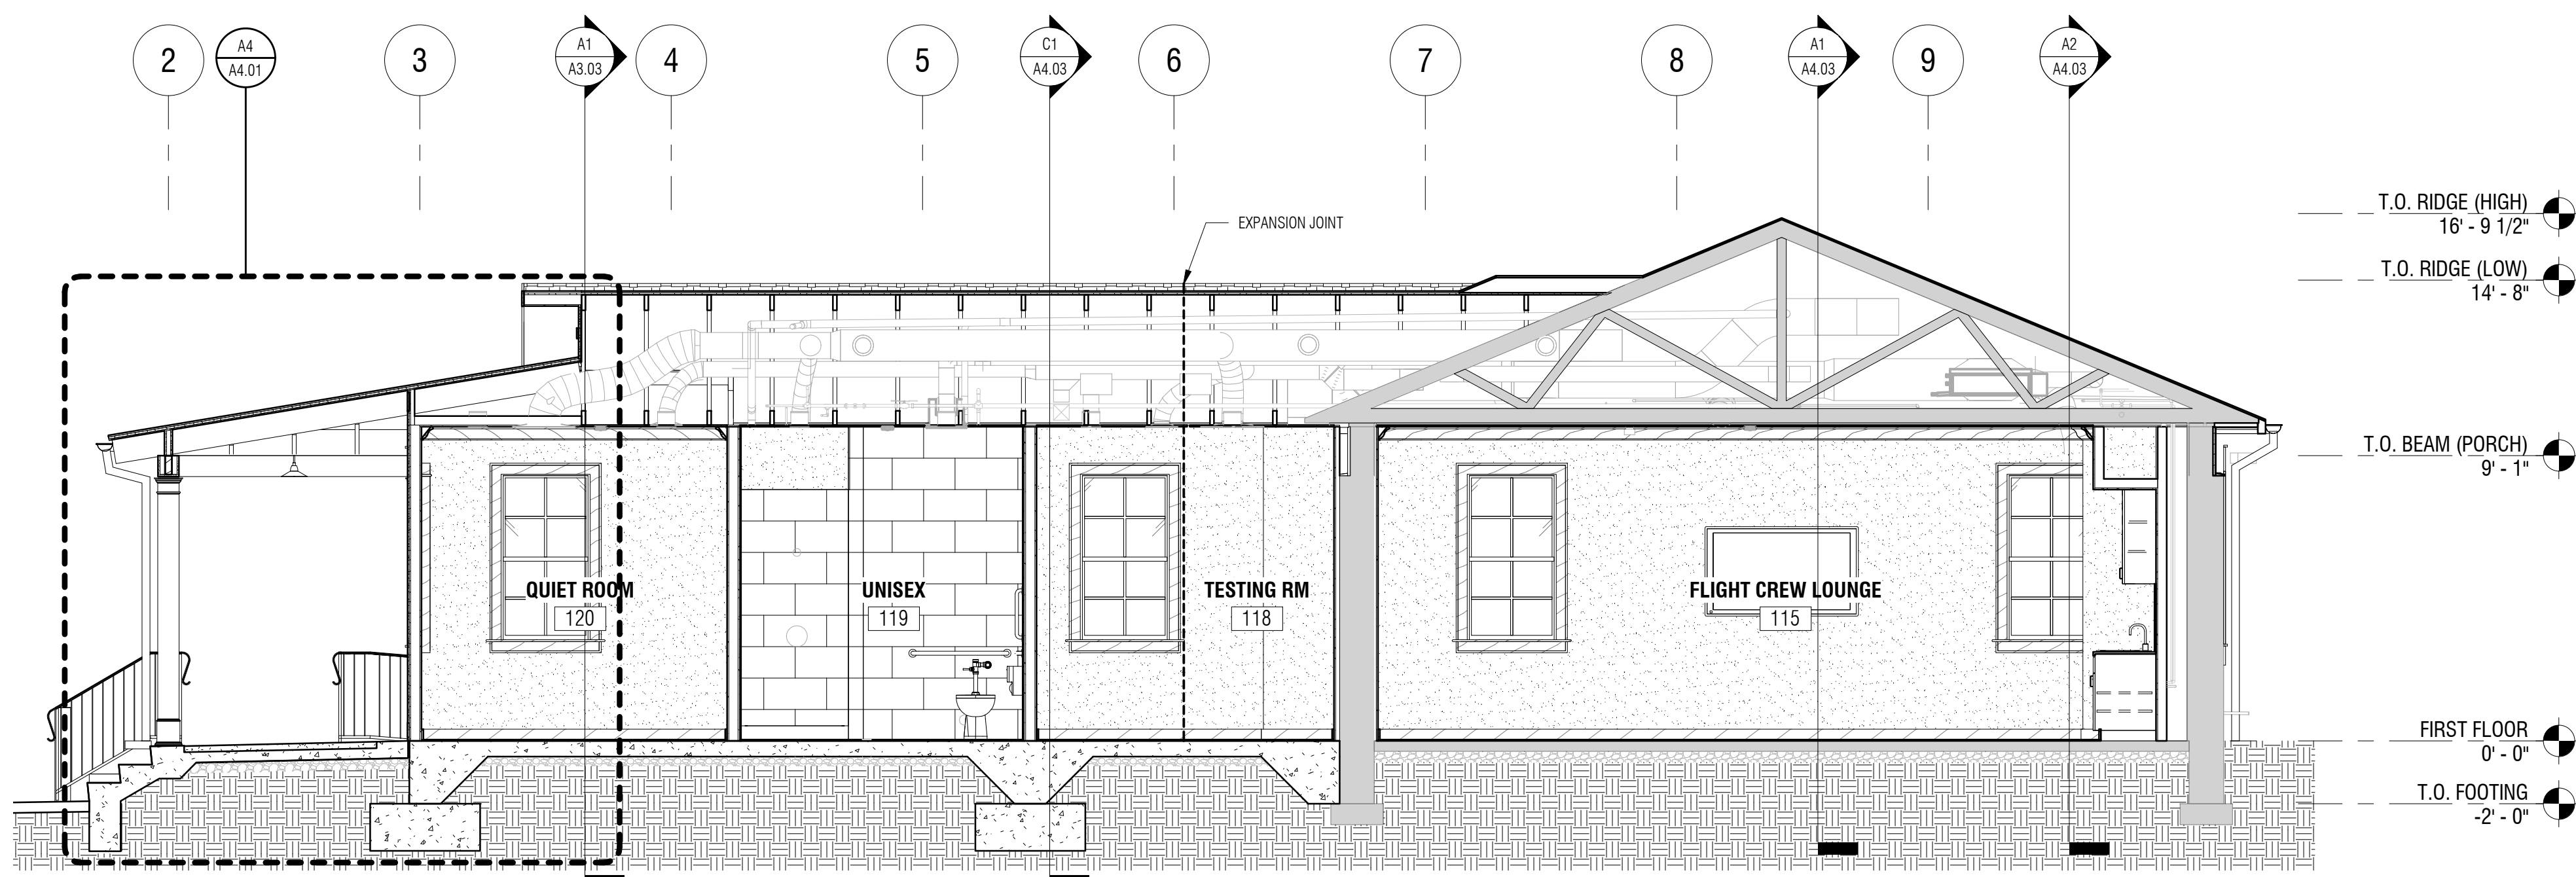 2
A4
A4.01
3
A1
A3.03
4
5
C1
A4.03
6
7
8
A1
A4.03
9
A2
A4.03
T.O. RIDGE (HIGH)
16' - 9 1/2"
EXPANSION JOINT
T.O. RIDGE (LOW)
14' - 8"
T.O. BEAM (PORCH)
9' - 1"
QUIET ROOM
120
UNISEX
119
TESTING RM
118
FLIGHT CREW LOUNGE
115
FIRST FLOOR
0' - 0"
T.O. FOOTING
-2' - 0"